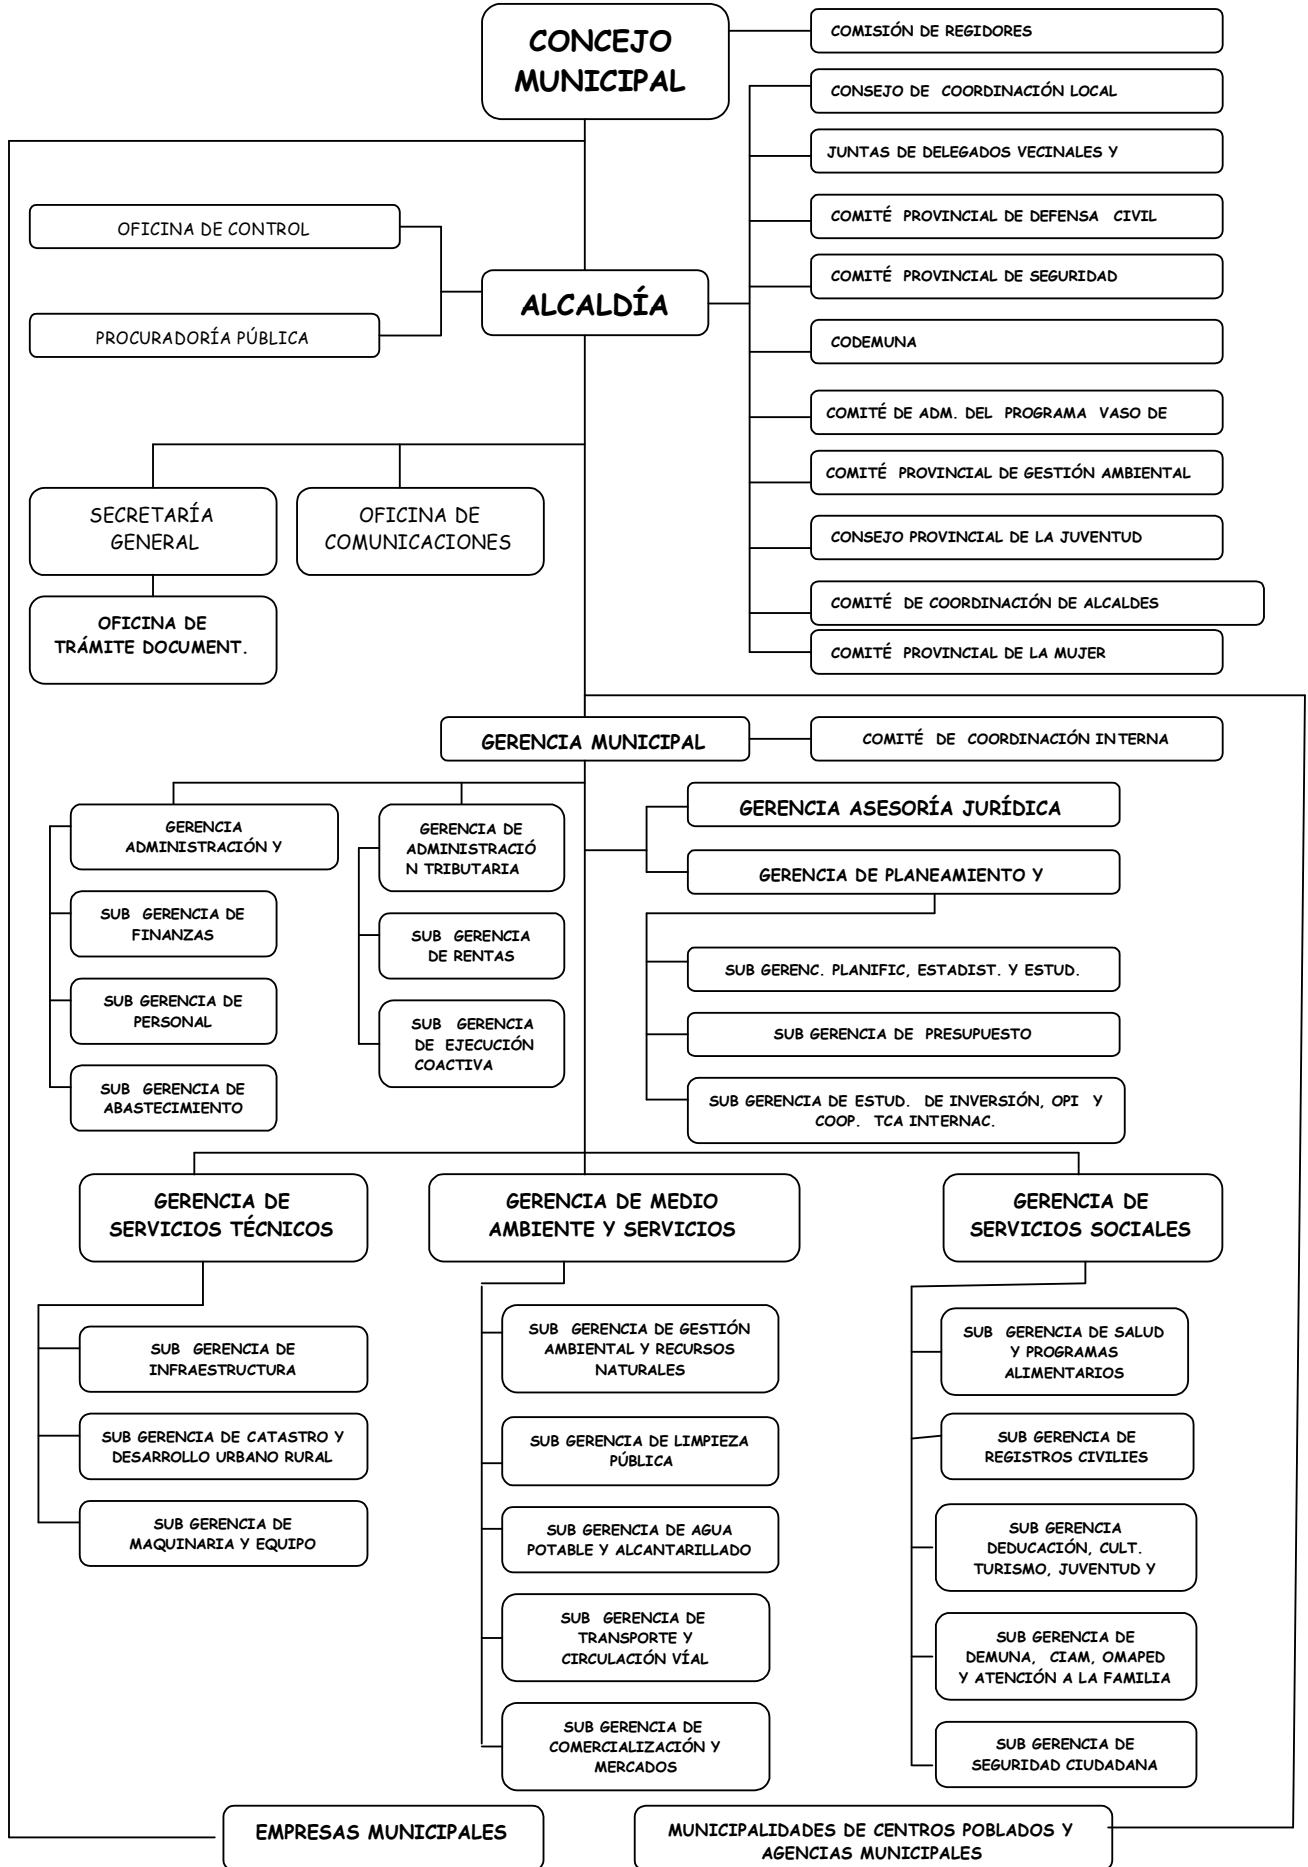 CONCEJO
MUNICIPAL
COMISIÓN DE REGIDORES
CONSEJO DE COORDINACIÓN LOCAL
JUNTAS DE DELEGADOS VECINALES Y
COMITÉ PROVINCIAL DE DEFENSA CIVIL
COMITÉ PROVINCIAL DE SEGURIDAD
CODEMUNA
COMITÉ DE ADM. DEL PROGRAMA VASO DE
COMITÉ PROVINCIAL DE GESTIÓN AMBIENTAL
CONSEJO PROVINCIAL DE LA JUVENTUD
COMITÉ DE COORDINACIÓN DE ALCALDES
COMITÉ PROVINCIAL DE LA MUJER
OFICINA DE CONTROL
PROCURADORÍA PÚBLICA
ALCALDÍA
SECRETARÍA
GENERAL
OFICINA DE
COMUNICACIONES
OFICINA DE
TRÁMITE DOCUMENT.
GERENCIA MUNICIPAL
COMITÉ DE COORDINACIÓN INTERNA
GERENCIA
ADMINISTRACIÓN Y
SUB GERENCIA DE
FINANZAS
SUB GERENCIA DE
PERSONAL
SUB GERENCIA DE
ABASTECIMIENTO
GERENCIA DE
ADMINISTRACIÓ
N TRIBUTARIA
SUB GERENCIA
DE RENTAS
SUB GERENCIA
DE EJECUCIÓN
COACTIVA
GERENCIA ASESORÍA JURÍDICA
GERENCIA DE PLANEAMIENTO Y
SUB GERENC. PLANIFIC, ESTADIST. Y ESTUD.
SUB GERENCIA DE PRESUPUESTO
SUB GERENCIA DE ESTUD. DE INVERSIÓN, OPI Y
COOP. TCA INTERNAC.
GERENCIA DE
SERVICIOS TÉCNICOS
SUB GERENCIA DE
INFRAESTRUCTURA
SUB GERENCIA DE CATASTRO Y
DESARROLLO URBANO RURAL
SUB GERENCIA DE
MAQUINARIA Y EQUIPO
GERENCIA DE MEDIO
AMBIENTE Y SERVICIOS
SUB GERENCIA DE GESTIÓN
AMBIENTAL Y RECURSOS
NATURALES
SUB GERENCIA DE LIMPIEZA
PÚBLICA
SUB GERENCIA DE AGUA
POTABLE Y ALCANTARILLADO
SUB GERENCIA DE
TRANSPORTE Y
CIRCULACIÓN VÍAL
SUB GERENCIA DE
COMERCIALIZACIÓN Y
MERCADOS
GERENCIA DE
SERVICIOS SOCIALES
SUB GERENCIA DE SALUD
Y PROGRAMAS
ALIMENTARIOS
SUB GERENCIA DE
REGISTROS CIVILIES
SUB GERENCIA
DEDUCACIÓN, CULT.
TURISMO, JUVENTUD Y
SUB GERENCIA DE
DEMUNA, CIAM, OMAPED
Y ATENCIÓN A LA FAMILIA
SUB GERENCIA DE
SEGURIDAD CIUDADANA
EMPRESAS MUNICIPALES
MUNICIPALIDADES DE CENTROS POBLADOS Y
AGENCIAS MUNICIPALES